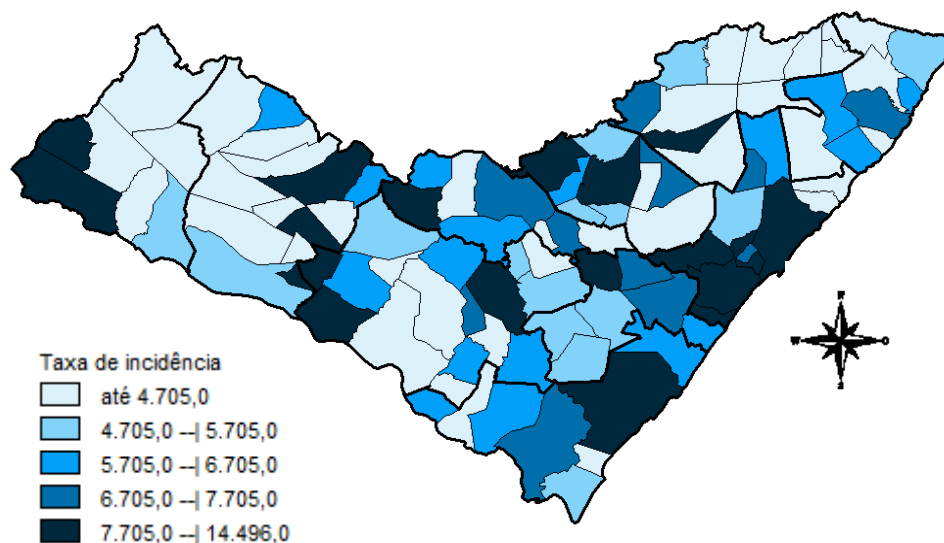 Taxa de incidência
até 4.705,0
4.705,0 --| 5.705,0
5.705,0 --| 6.705,0
6.705,0 --| 7.705,0
7.705,0 --| 14.496,0